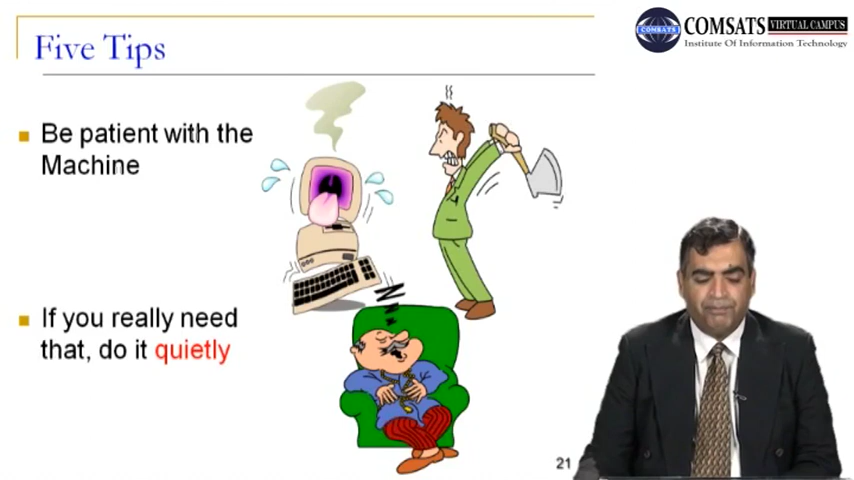 Five Tips
COMSATS VIRTUAL CAMPUS
COMSATS
Institute Of Information Technology
Be patient with the
Machine
If you really need
that, do it quietly
21